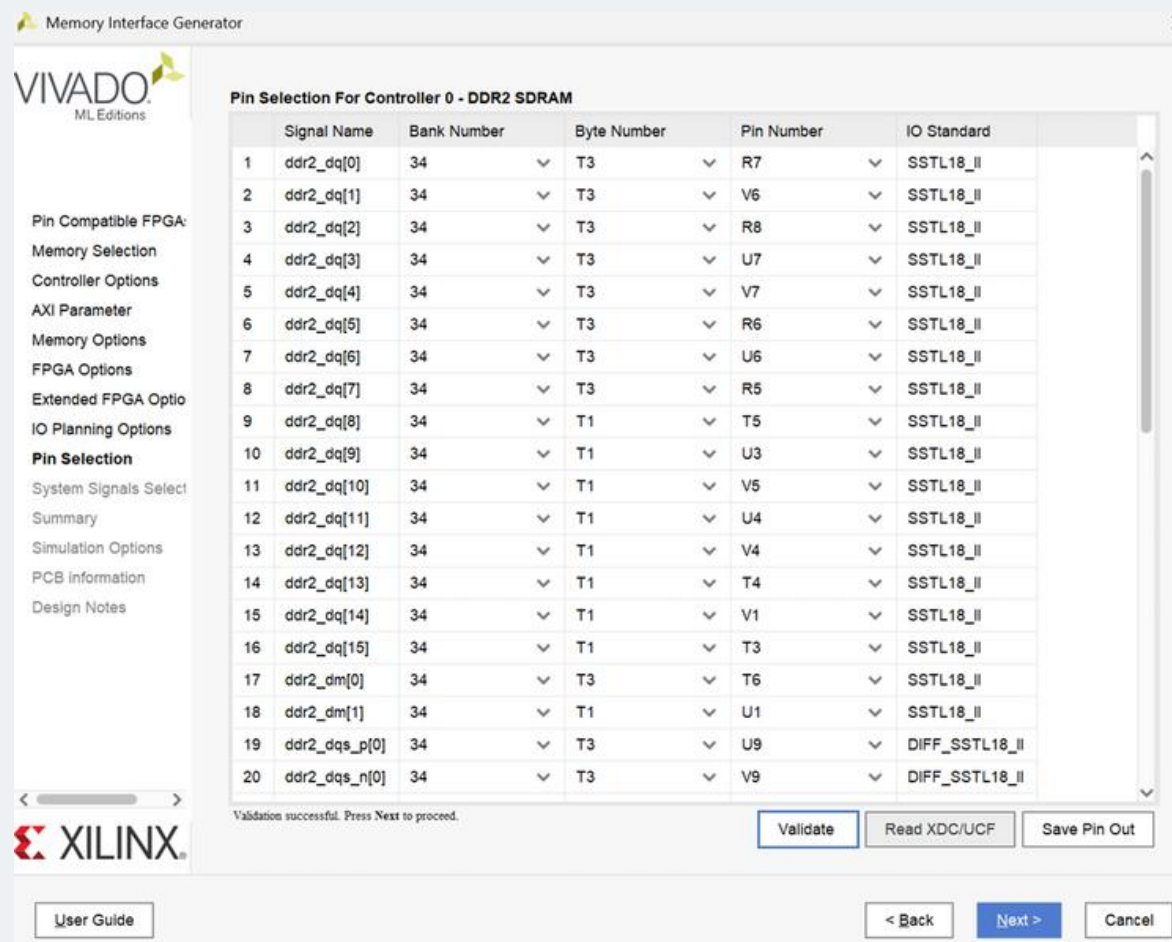 Memory Interface Generator
VIVADO.
ML Editions
Pin Compatible FPGA
Memory Selection
Controller Options
AXI Parameter
Memory Options
FPGA Options
Extended FPGA Optio
IO Planning Options
Pin Selection
System Signals Select
Summary
Simulation Options
PCB information
Design Notes
XILINX.
Pin Selection For Controller 0 - DDR2 SDRAM
Signal Name Bank Number Byte Number Pin Number IO Standard
1 ddr2_dq[0] 34 T3 R7 SSTL18_II
2 ddr2_dq[1] 34 T3 V6 SSTL18_II
3 ddr2_dq[2] 34 T3 R8 SSTL18_II
4 ddr2_dq[3] 34 T3 U7 SSTL18_II
5 ddr2_dq[4] 34 T3 V7 SSTL18_II
6 ddr2_dq[5] 34 T3 R6 SSTL18_II
7 ddr2_dq[6] 34 T3 U6 SSTL18_II
8 ddr2_dq[7] 34 T3 R5 SSTL18_II
9 ddr2_dq[8] 34 T1 T5 SSTL18_II
10 ddr2_dq[9] 34 T1 U3 SSTL18_II
11 ddr2_dq[10] 34 T1 V5 SSTL18_II
12 ddr2_dq[11] 34 T1 U4 SSTL18_II
13 ddr2_dq[12] 34 T1 V4 SSTL18_II
14 ddr2_dq[13] 34 T1 T4 SSTL18_II
15 ddr2_dq[14] 34 T1 V1 SSTL18_II
16 ddr2_dq[15] 34 T1 T3 SSTL18_II
17 ddr2_dm[0] 34 T3 T6 SSTL18_II
18 ddr2_dm[1] 34 T1 U1 SSTL18_II
19 ddr2_dqs_p[0] 34 T3 U9 DIFF_SSTL18_II
20 ddr2_dqs_n[0] 34 T3 V9 DIFF_SSTL18_II
Validation successful. Press Next to proceed.
Validate Read XDC/UCF Save Pin Out
User Guide < Back Next > Cancel